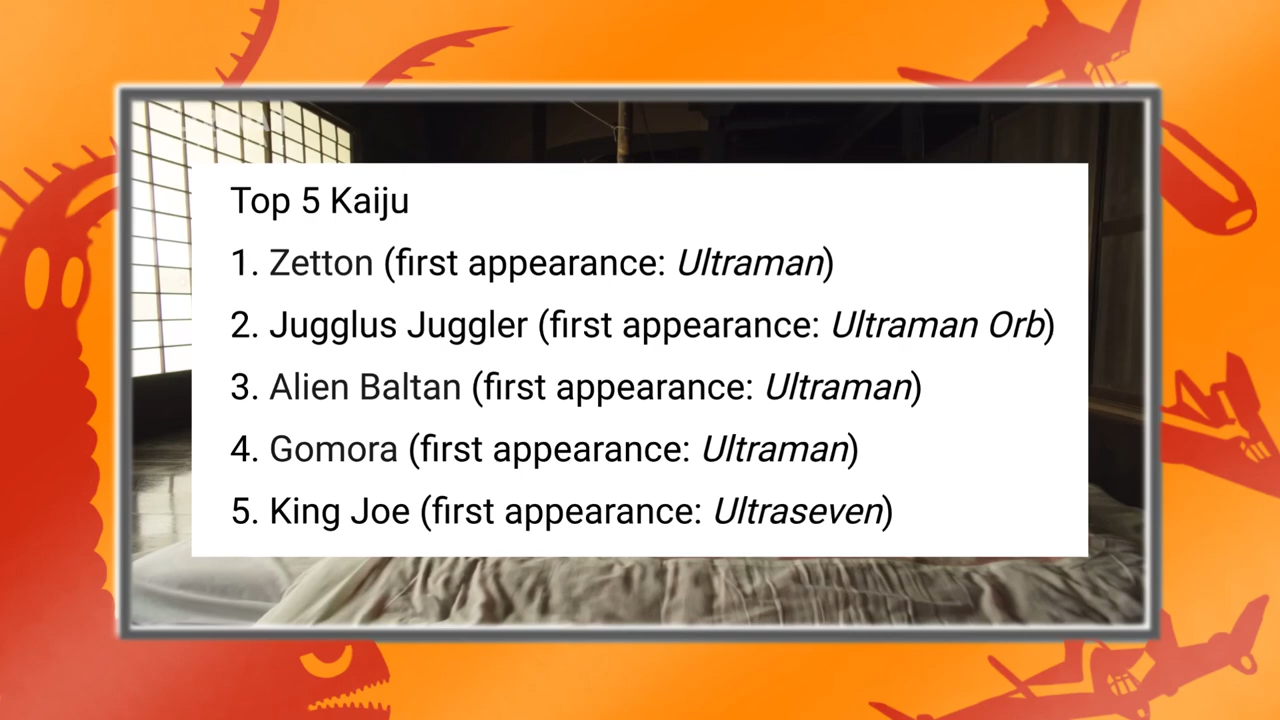 Top 5 Kaiju
1. Zetton (first appearance: Ultraman)
2. Jugglus Juggler (first appearance: Ultraman Orb)
3. Alien Baltan (first appearance: Ultraman)
4. Gomora (first appearance: Ultraman)
5. King Joe (first appearance: Ultraseven)